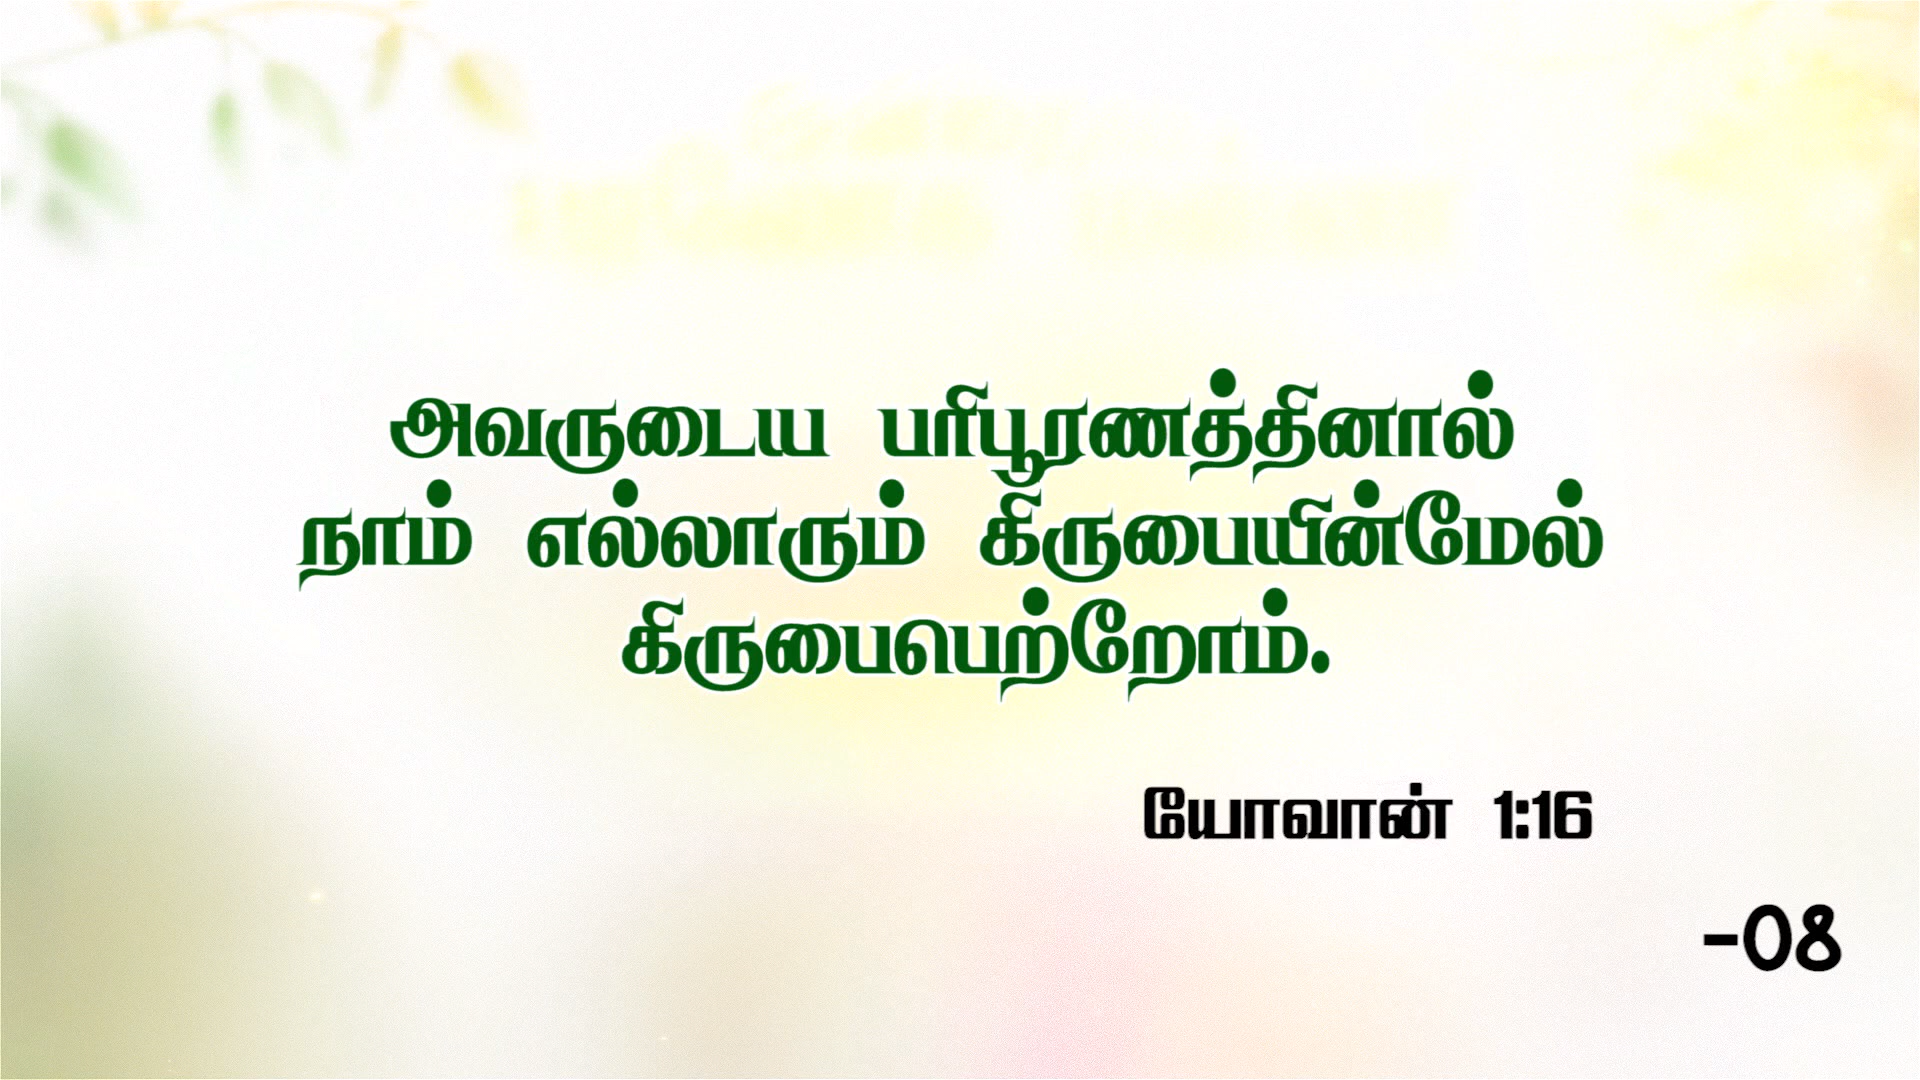 அவருடைய பரிபூரணத்தினால்
நாம் எல்லாரும் கிருபையின்மேல்
கிருபைபெற்றோம்.
யோவான் 1:16
-08